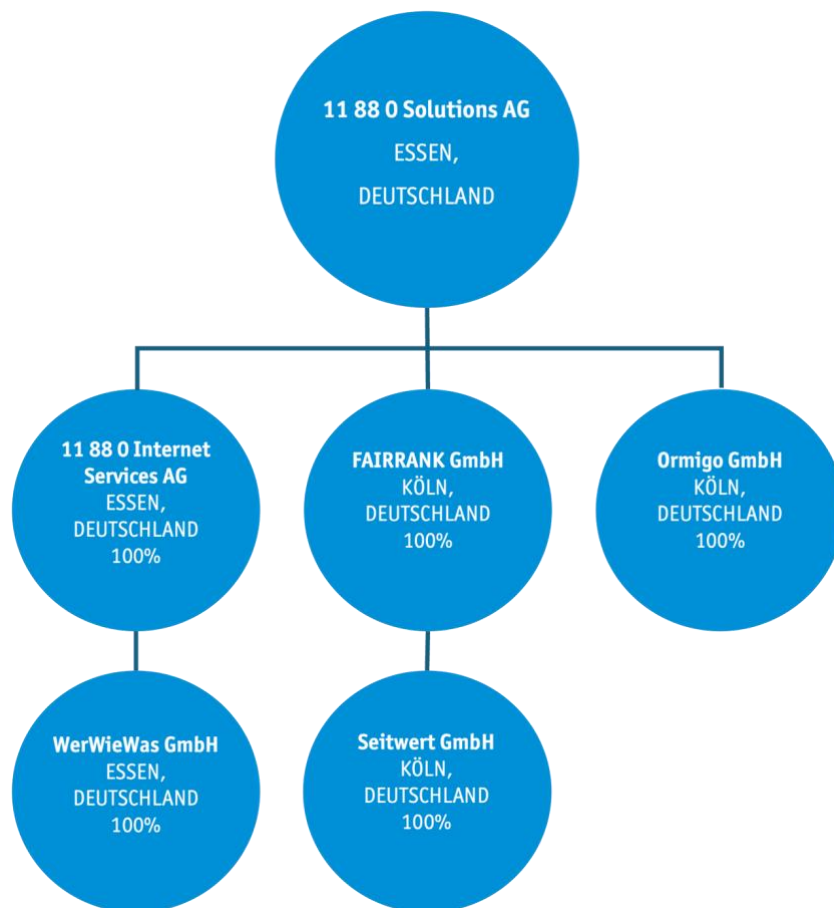 11 88 0 Solutions AG
ESSEN,
DEUTSCHLAND
11 88 0 Internet
Services AG
ESSEN,
DEUTSCHLAND
100%
FAIRRANK GmbH
KÖLN,
DEUTSCHLAND
100%
Ormigo GmbH
KÖLN,
DEUTSCHLAND
100%
WerWieWas GmbH
ESSEN,
DEUTSCHLAND
100%
Seitwert GmbH
KÖLN,
DEUTSCHLAND
100%